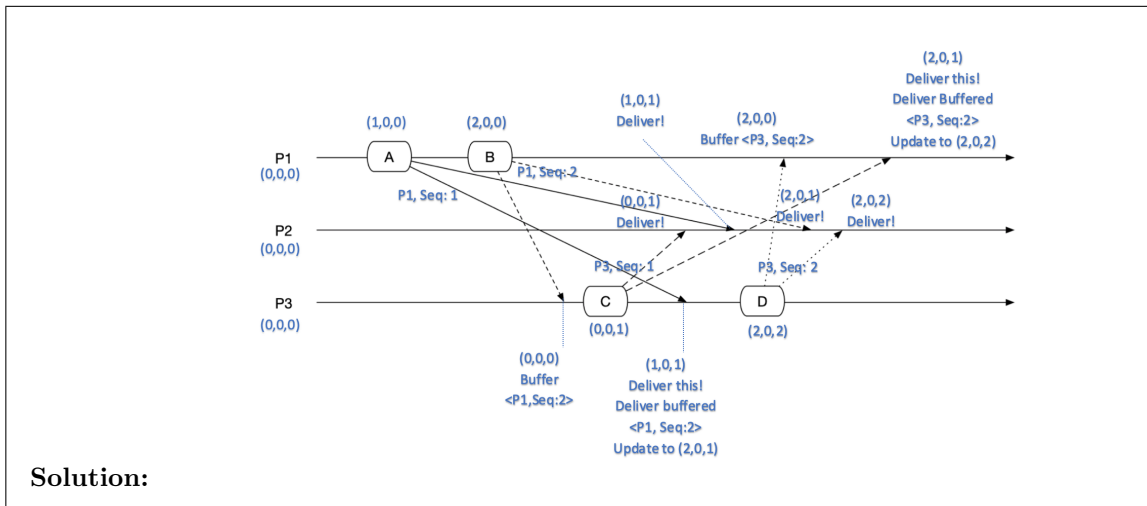 (2,0,1)
Deliver this!
Deliver Buffered
<P3, Seq:2>
Update to (2,0,2)
(1,0,1)
Deliver!
(2,0,0)
Buffer <P3, Seq:2>
(1,0,0)
(2,0,0)
P1
(0,0,0)
A
B
P1, Seq: 1
P1, Seq: 2
(0,0,1)
Deliver!
(2,0,1)
Deliver!
(2,0,2)
Deliver!
P2
(0,0,0)
P3, Seq: 1
P3, Seq: 2
P3
(0,0,0)
C
D
(0,0,1)
(2,0,2)
(0,0,0)
Buffer
<P1,Seq:2>
(1,0,1)
Deliver this!
Deliver buffered
<P1, Seq:2>
Update to (2,0,1)
Solution: